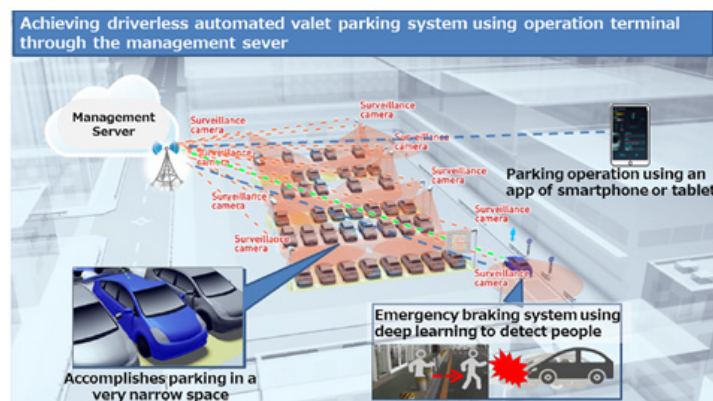 Achieving driverless automated valet parking system using operation terminal
through the management sever
Management
Server
Surveillance
camera
Surveillance
camera
Surveillance
camera
Surveillance
camera
Surveillance
camera
Surveillance
camera
Surveillance
camera
Parking operation using an
app of smartphone or tablet
Surveillance
camera
Surveillance
camera
Surveillance
camera
Emergency braking system using
deep learning to detect people
Accomplishes parking in a
very narrow space